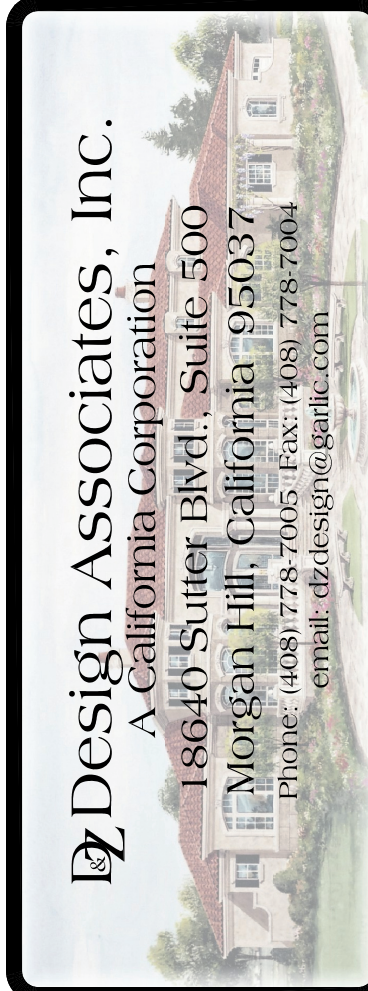 D&Z Design Associates, Inc.
A California Corporation
18640 Sutter Blvd., Suite 500
Morgan Hill, California 95037
Phone: (408) 778-7005 Fax: (408) 778-7004
email: dzdesign@garlic.com